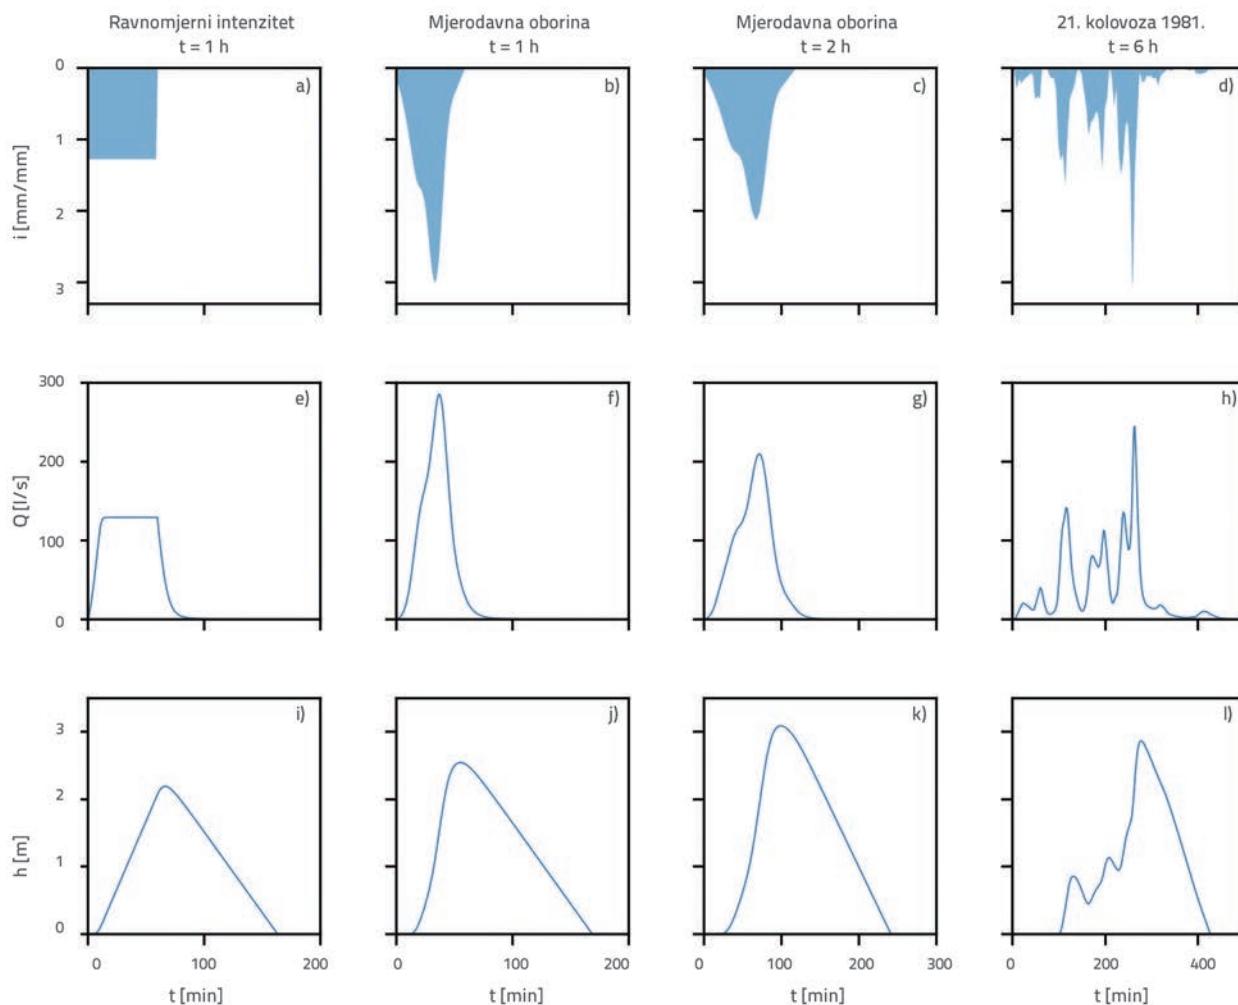 Ravnomjerni intenzitet
t = 1 h
Mjerodavna oborina
t = 1 h
Mjerodavna oborina
t = 2 h
21. kolovoza 1981.
t = 6 h
i [mm/mm]
0
1
2
3
a)
b)
c)
d)
Q [l/s]
300
200
100
0
e)
f)
g)
h)
h [m]
3
2
1
0
i)
j)
k)
l)
0 100 200
0 100 200
0 100 200 300
0 200 400
t [min]
t [min]
t [min]
t [min]